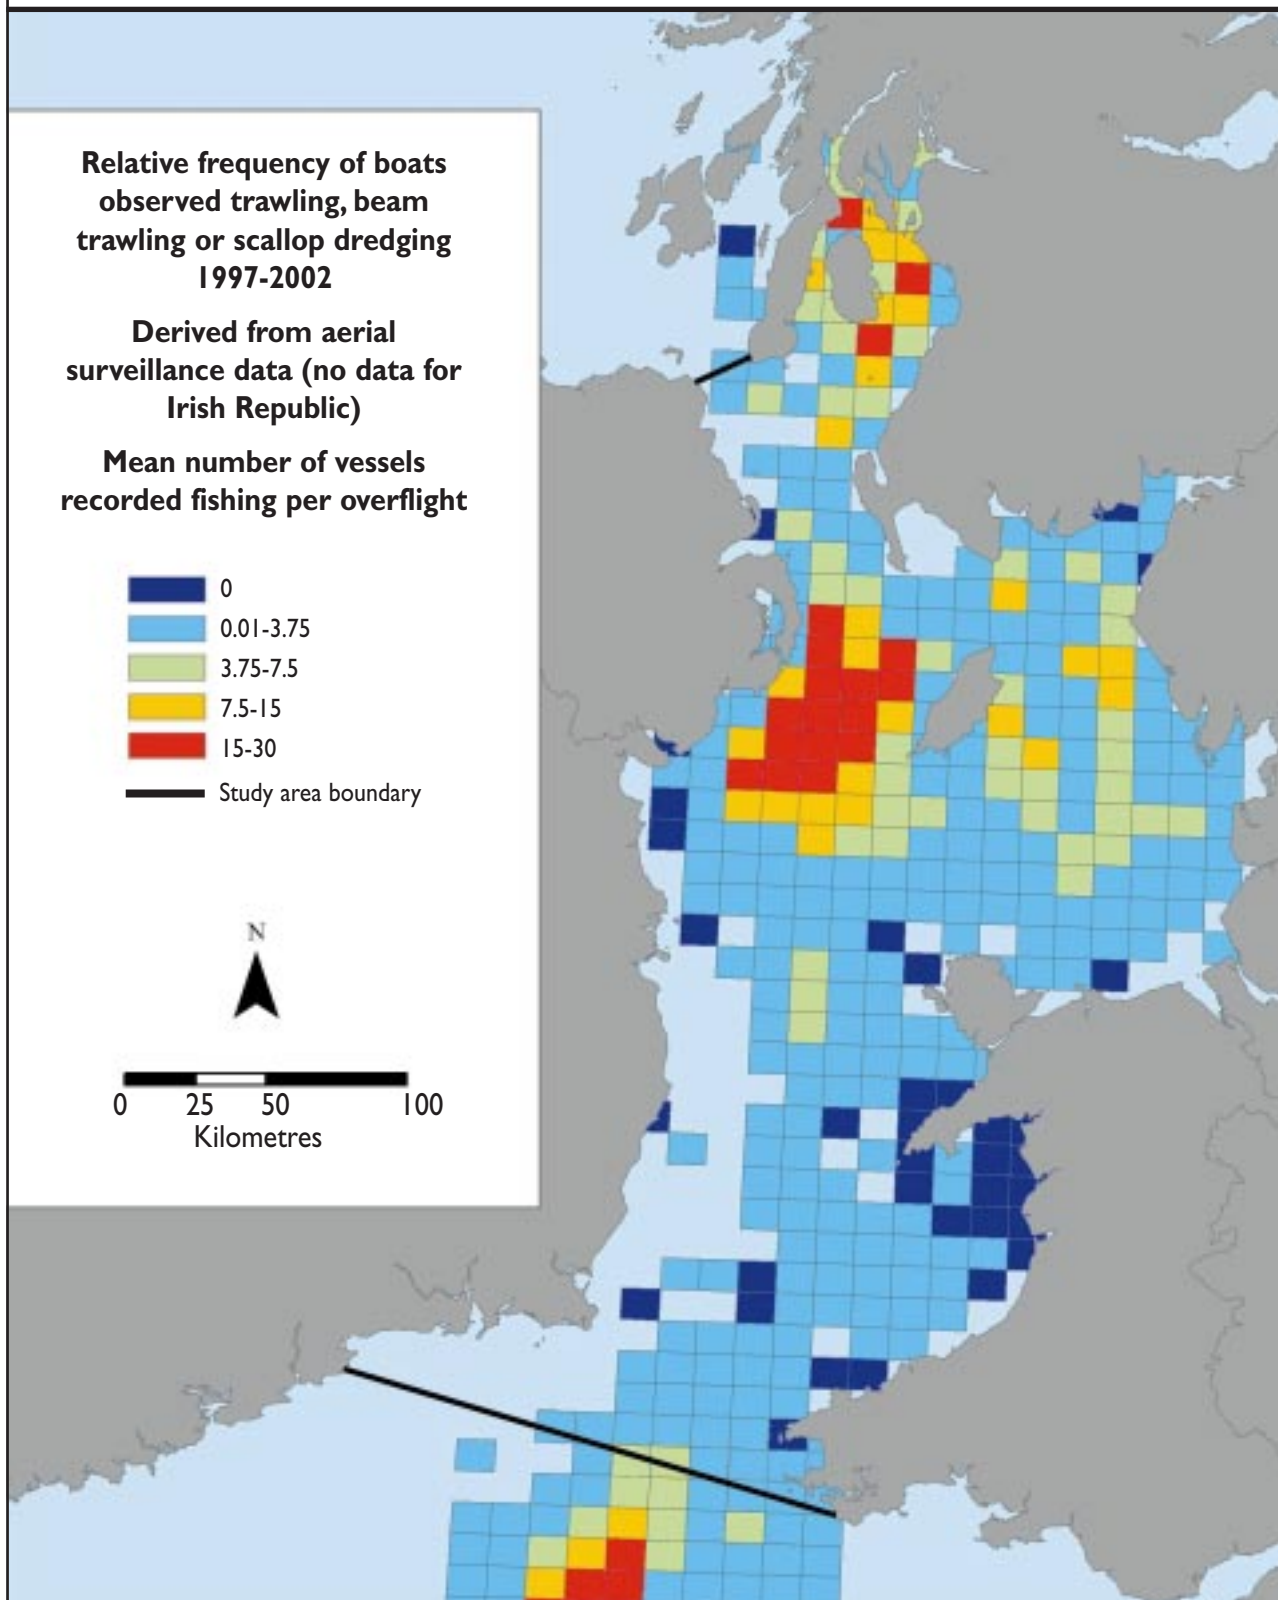 Relative frequency of boats
observed trawling, beam
trawling or scallop dredging
1997-2002
Derived from aerial
surveillance data (no data for
Irish Republic)
Mean number of vessels
recorded fishing per overflight
0
0.01-3.75
3.75-7.5
7.5-15
15-30
Study area boundary
N
0 25 50 100
Kilometres